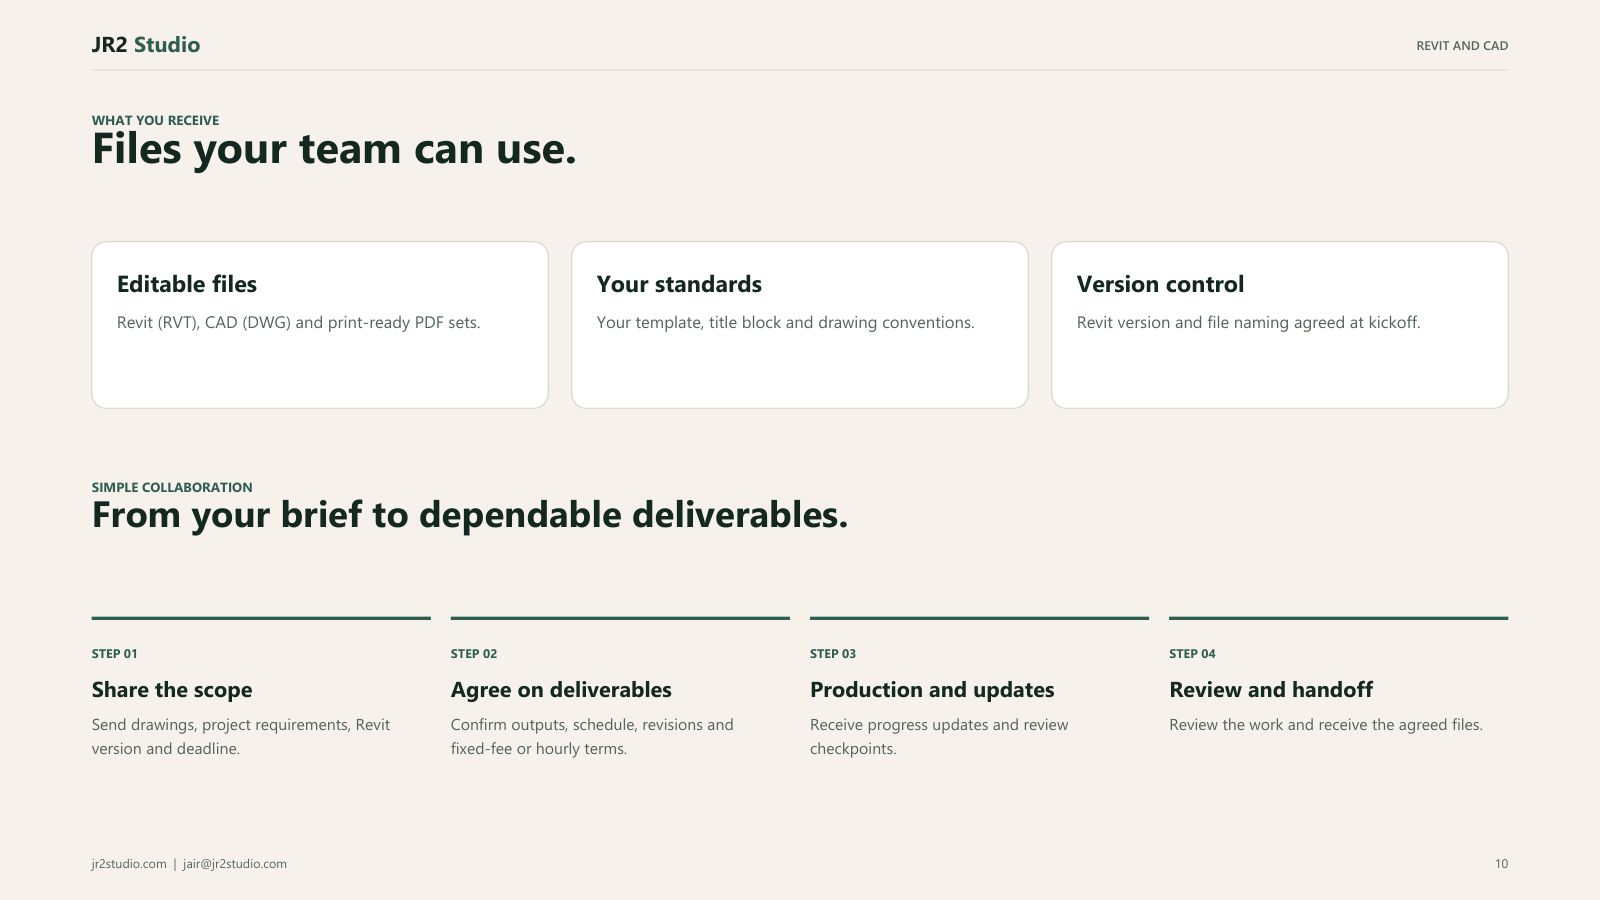 JR2 Studio
REVIT AND CAD
WHAT YOU RECEIVE
Files your team can use.
Editable files
Revit (RVT), CAD (DWG) and print-ready PDF sets.
Your standards
Your template, title block and drawing conventions.
Version control
Revit version and file naming agreed at kickoff.
SIMPLE COLLABORATION
From your brief to dependable deliverables.
STEP 01
Share the scope
Send drawings, project requirements, Revit
version and deadline.
STEP 02
Agree on deliverables
Confirm outputs, schedule, revisions and
fixed-fee or hourly terms.
STEP 03
Production and updates
Receive progress updates and review
checkpoints.
STEP 04
Review and handoff
Review the work and receive the agreed files.
jr2studio.com | jair@jr2studio.com
10